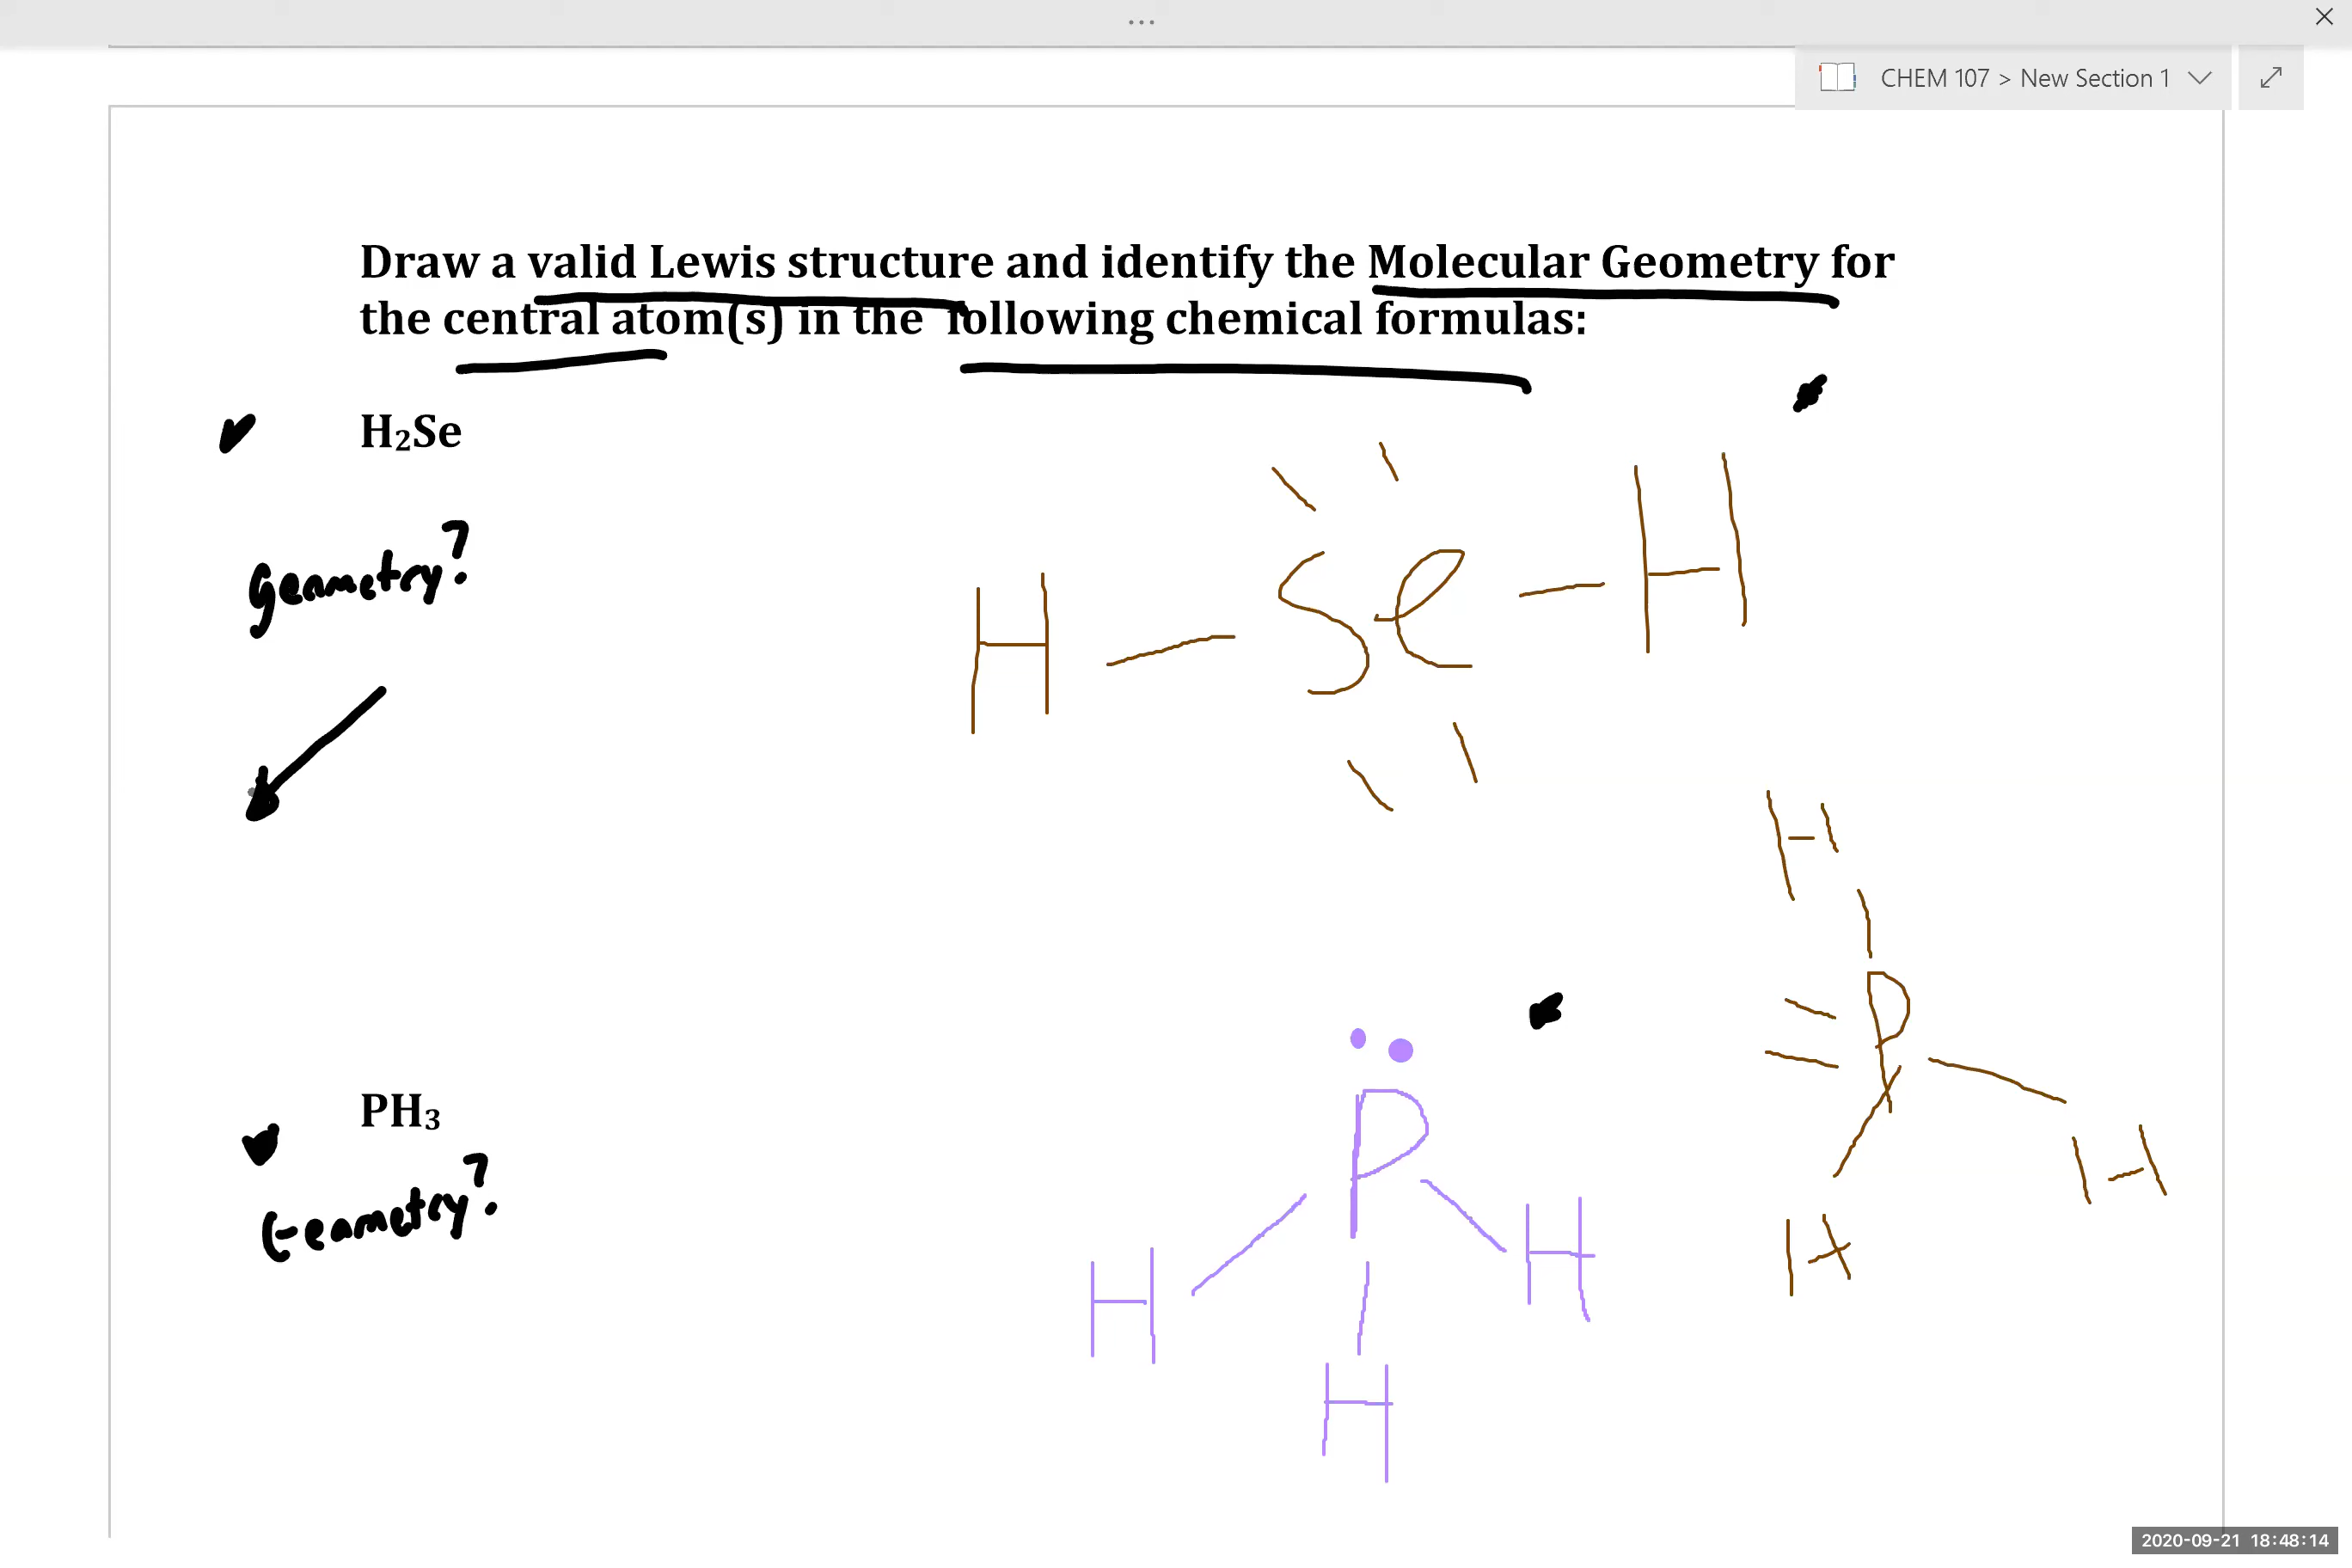 CHEM 107 > New Section 1
Draw a valid Lewis structure and identify the Molecular Geometry for
the central atom(s) in the following chemical formulas:
H₂Se
Geometry?
H – Se – H
H
P
H
H
PH₃
Geometry?
P
H
H
H
2020-09-21 18:48:14